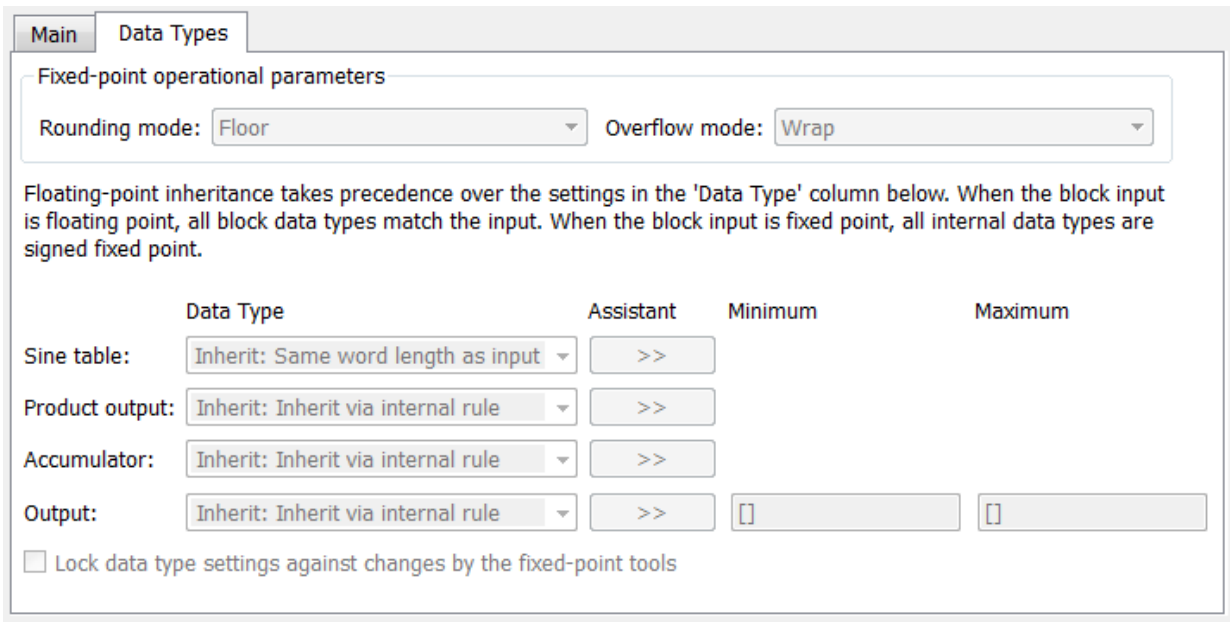 Main Data Types
Fixed-point operational parameters
Rounding mode: Floor Overflow mode: Wrap
Floating-point inheritance takes precedence over the settings in the 'Data Type' column below. When the block input
is floating point, all block data types match the input. When the block input is fixed point, all internal data types are
signed fixed point.
Data Type Assistant Minimum Maximum
Sine table: Inherit: Same word length as input >>
Product output: Inherit: Inherit via internal rule >>
Accumulator: Inherit: Inherit via internal rule >>
Output: Inherit: Inherit via internal rule >> [] []
Lock data type settings against changes by the fixed-point tools